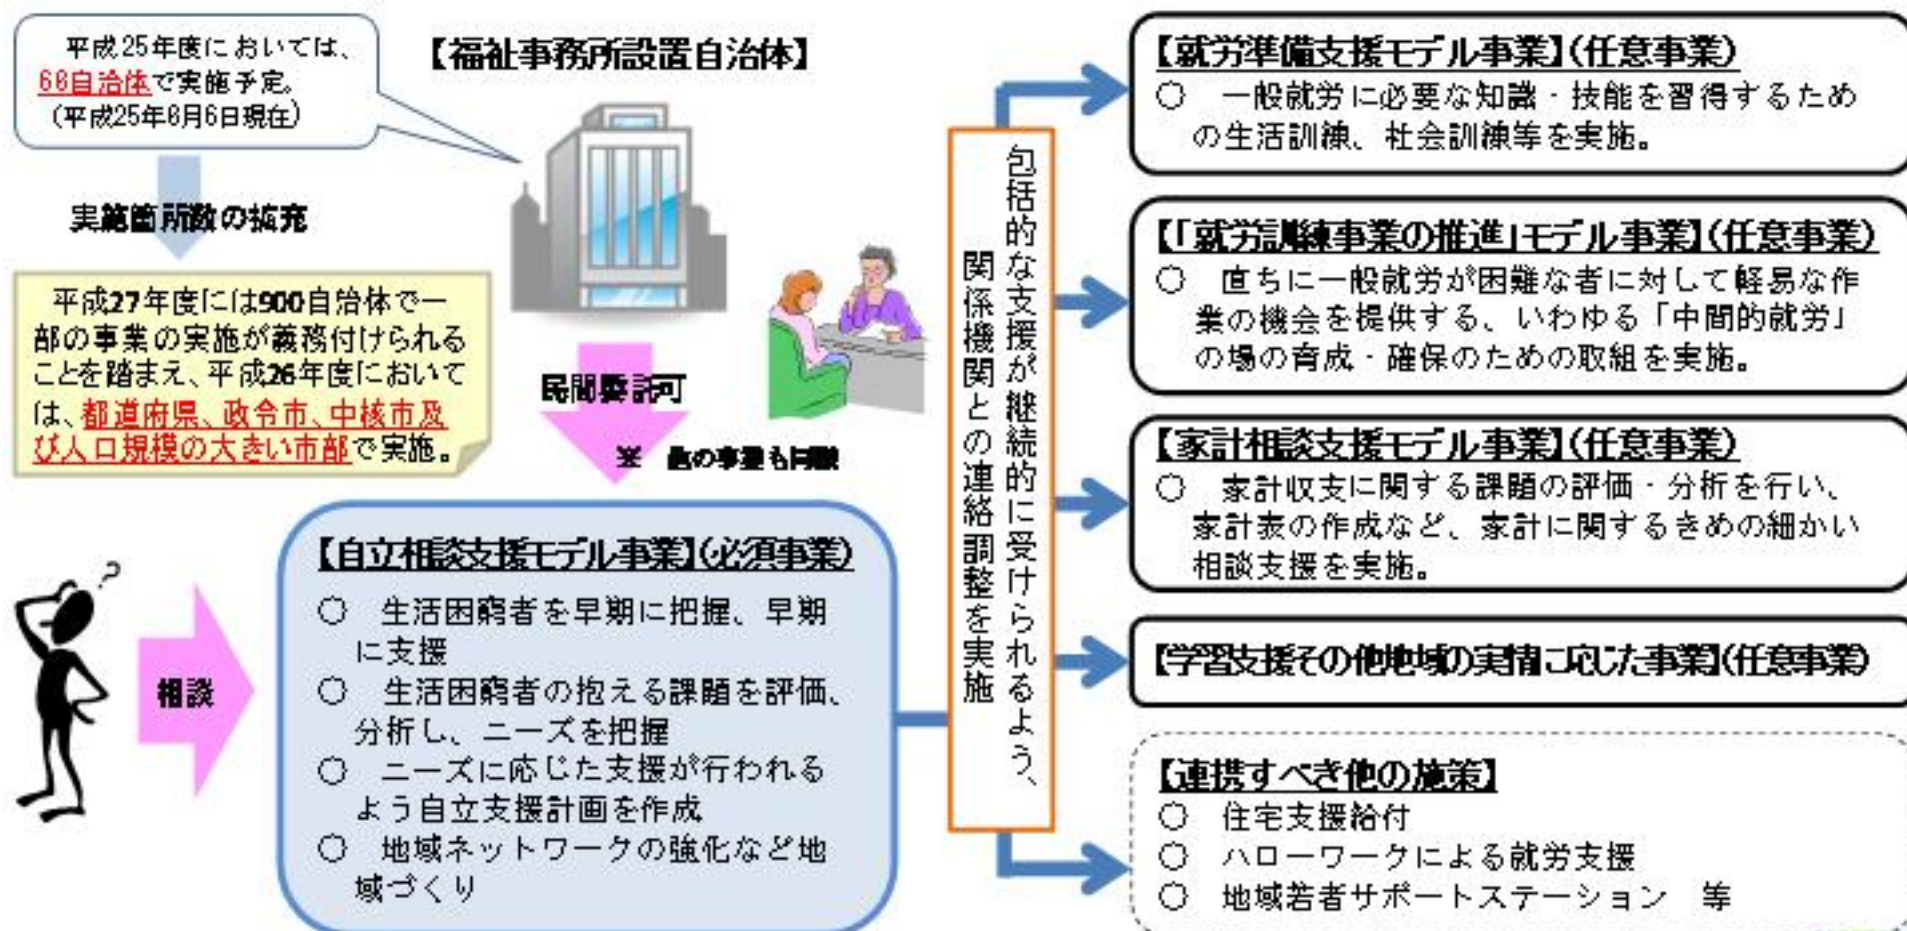 平成25年度においては、
68自治体で実施予定。
(平成25年8月6日現在)
【福祉事務所設置自治体】
実施箇所数の拡充
平成27年度には900自治体で一
部の事業の実施が義務付けられる
ことを踏まえ、平成26年度において
は、都道府県、政令市、中核市及
び人口規模の大きい市部で実施。
民間委託可
※ 他の事業も同様
相談
?
【自立相談支援モデル事業】(必須事業)
○ 生活困窮者を早期に把握、早期
に支援
○ 生活困窮者の抱える課題を評価、
分析し、ニーズを把握
○ ニーズに応じた支援が行われる
よう自立支援計画を作成
○ 地域ネットワークの強化など地
域づくり
包括的な支援が継続的に受けられるよう、
関係機関との連絡調整を実施
【就労準備支援モデル事業】(任意事業)
○ 一般就労に必要な知識・技能を習得するため
の生活訓練、社会訓練等を実施。
【「就労訓練事業の推進」モデル事業】(任意事業)
○ 直ちに一般就労が困難な者に対して軽易な作
業の機会を提供する、いわゆる「中間的就労」
の場の育成・確保のための取組を実施。
【家計相談支援モデル事業】(任意事業)
○ 家計収支に関する課題の評価・分析を行い、
家計表の作成など、家計に関するきめの細かい
相談支援を実施。
【学習支援その他地域の実情に応じた事業】(任意事業)
【連携すべき他の施策】
○ 住宅支援給付
○ ハローワークによる就労支援
○ 地域若者サポートステーション 等